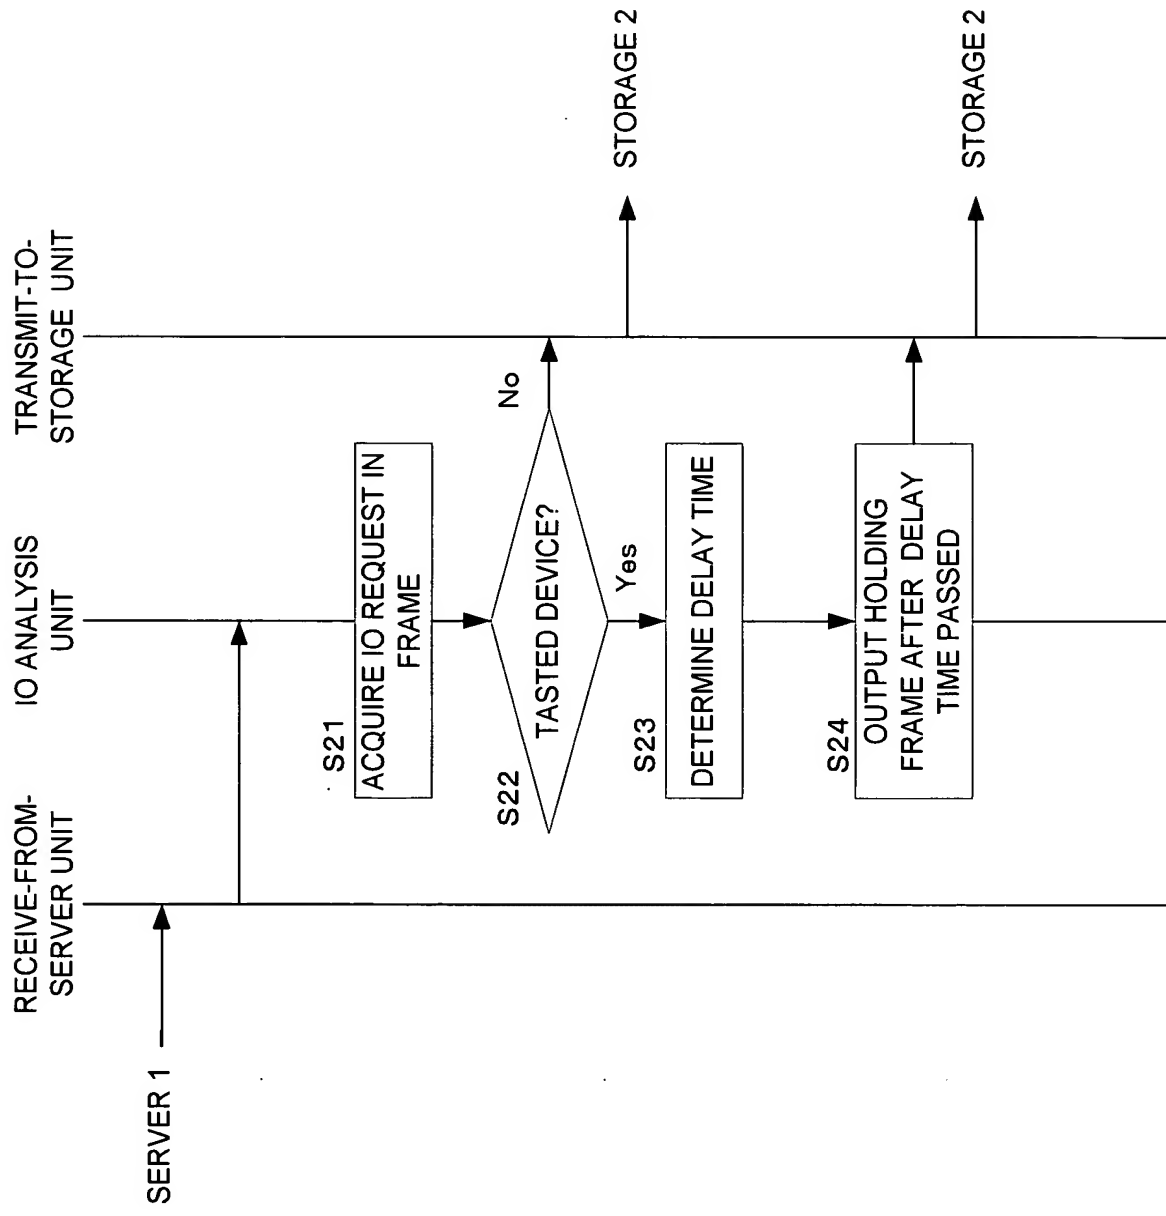 RECEIVE-FROM-
SERVER UNIT
IO ANALYSIS
UNIT
TRANSMIT-TO-
STORAGE UNIT
SERVER 1
S21
ACQUIRE IO REQUEST IN
FRAME
S22
TASTED DEVICE?
No
Yes
STORAGE 2
S23
DETERMINE DELAY TIME
S24
OUTPUT HOLDING
FRAME AFTER DELAY
TIME PASSED
STORAGE 2